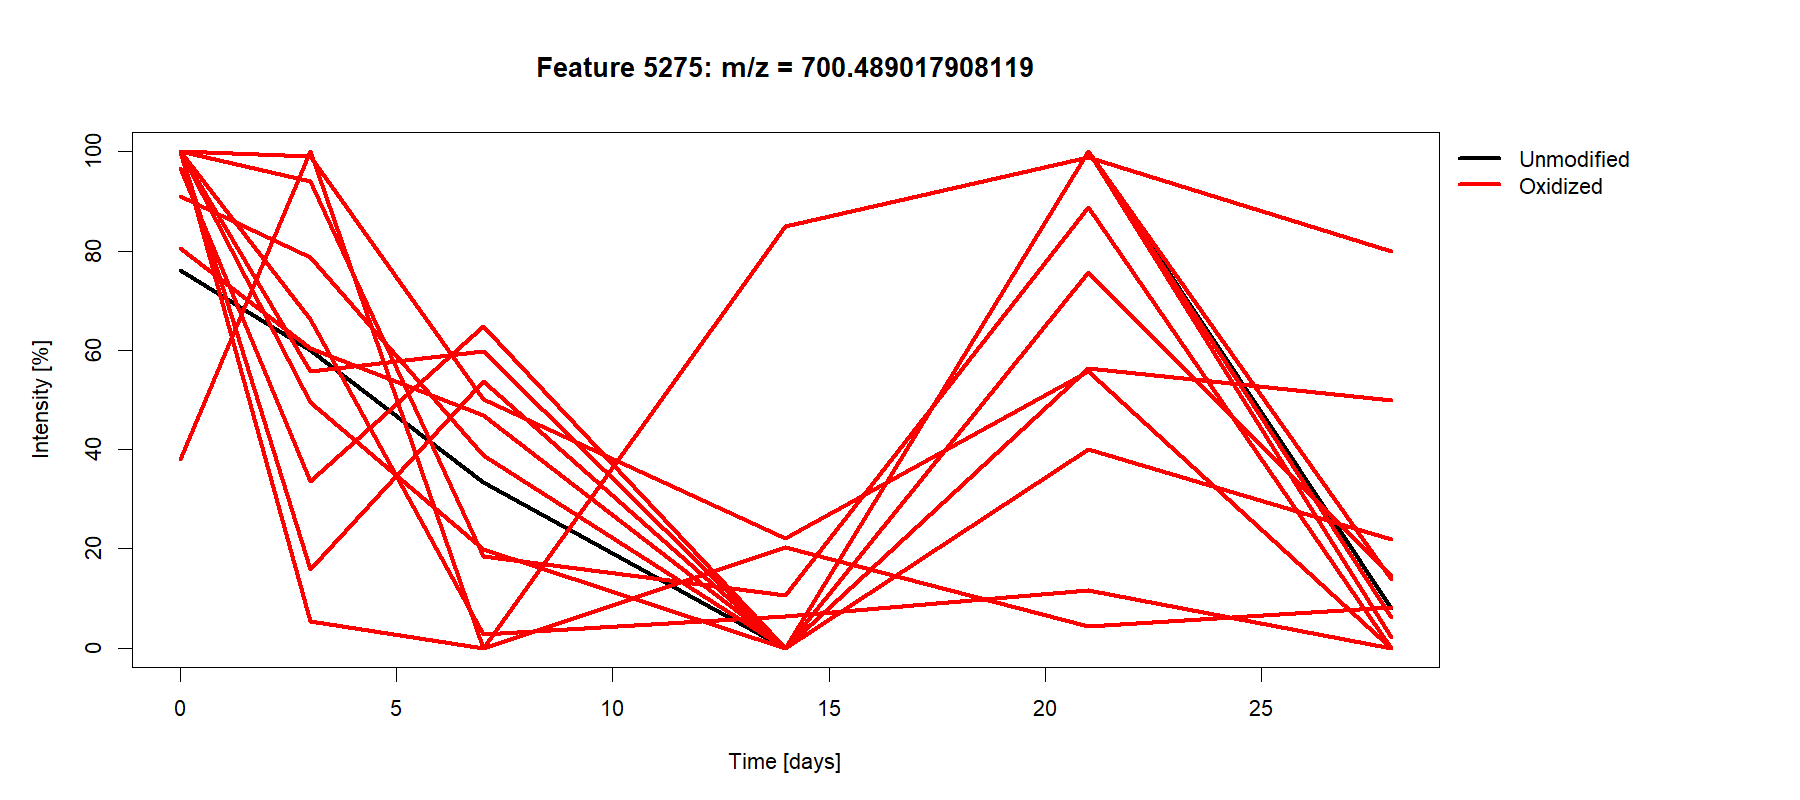 Feature 5275: m/z = 700.489017908119
Unmodified
Oxidized
Intensity [%]
100
80
60
40
20
0
0 5 10 15 20 25
Time [days]